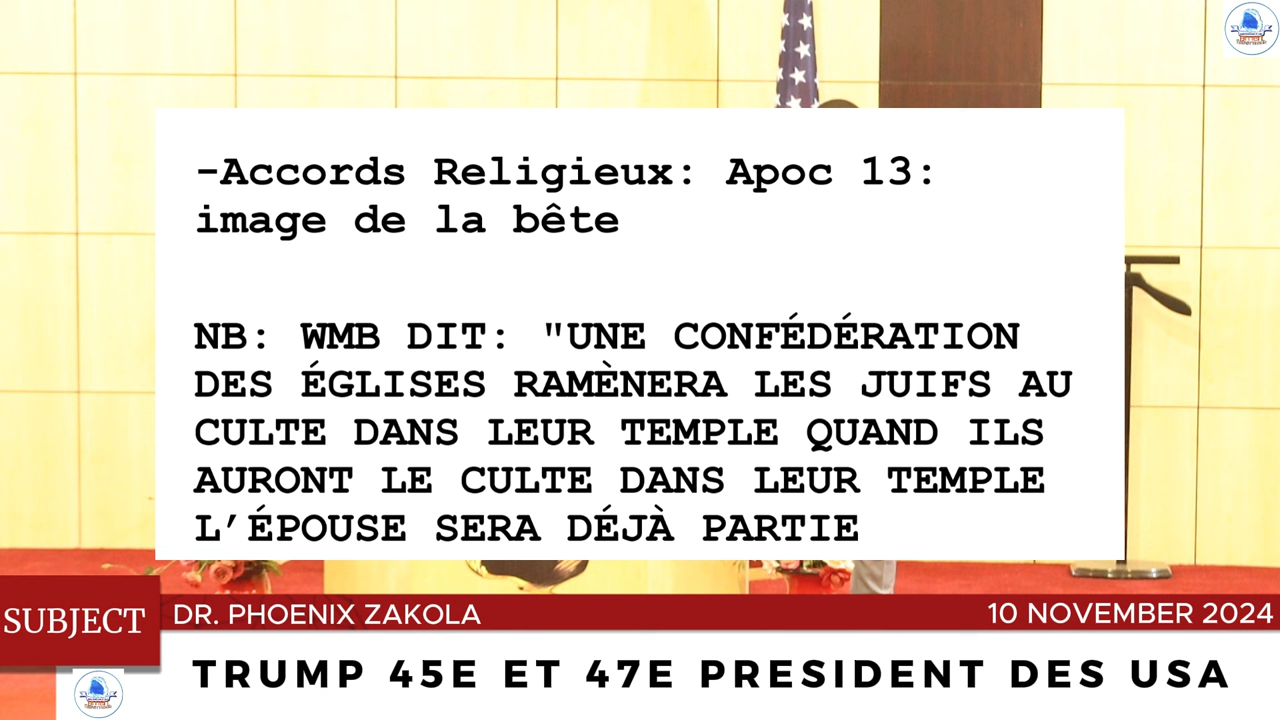 -Accords Religieux: Apoc 13:
image de la bête
NB: WMB DIT: "UNE CONFÉDÉRATION
DES ÉGLISES RAMÈNERA LES JUIFS AU
CULTE DANS LEUR TEMPLE QUAND ILS
AURONT LE CULTE DANS LEUR TEMPLE
L’ÉPOUSE SERA DÉJÀ PARTIE
SUBJECT
DR. PHOENIX ZAKOLA
10 NOVEMBER 2024
TRUMP 45E ET 47E PRESIDENT DES USA